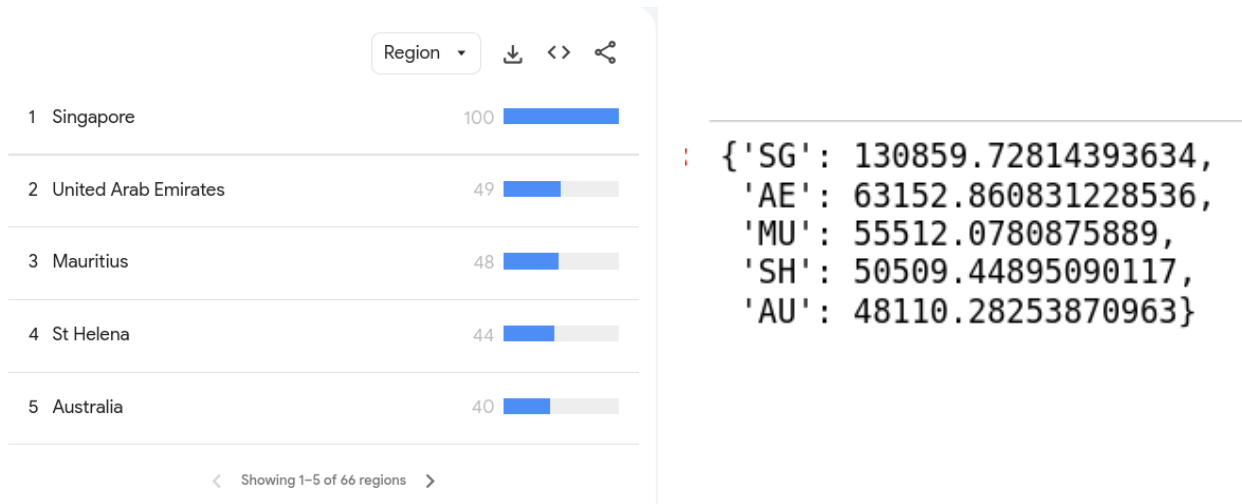 Region
1 Singapore 100
2 United Arab Emirates 49
3 Mauritius 48
4 St Helena 44
5 Australia 40
Showing 1–5 of 66 regions
{'SG': 130859.72814393634,
'AE': 63152.860831228536,
'MU': 55512.0780875889,
'SH': 50509.44895090117,
'AU': 48110.28253870963}